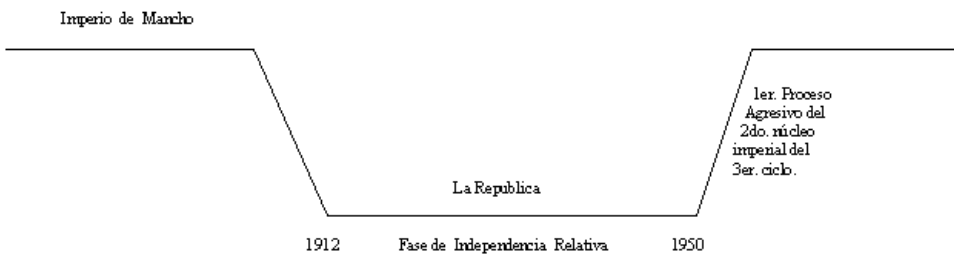 Imperio de Mancho
1er. Proceso
Agresivo del
2do. núcleo
imperial del
3er. ciclo.
La Republica
1912
Fase de Independencia Relativa
1950